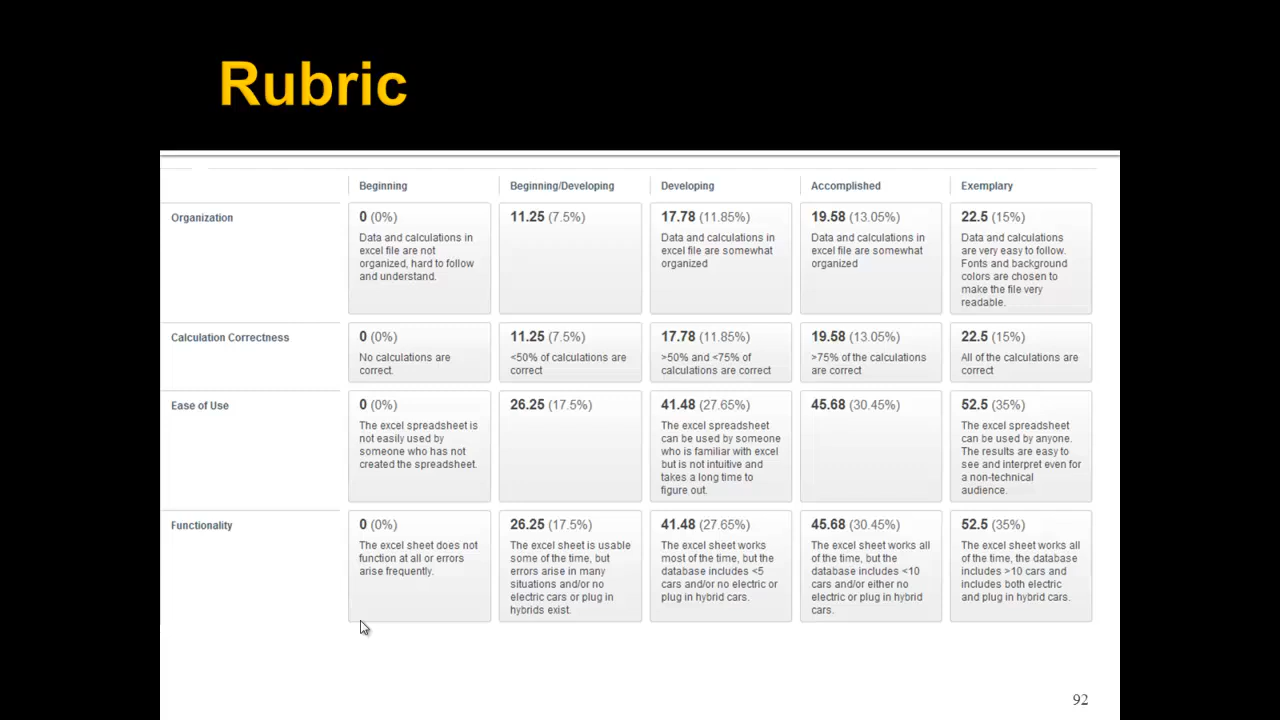 Rubric
Beginning
Beginning/Developing
Developing
Accomplished
Exemplary
Organization
0 (0%)
Data and calculations in
excel file are not
organized, hard to follow
and understand.
11.25 (7.5%)
17.78 (11.85%)
Data and calculations in
excel file are somewhat
organized
19.58 (13.05%)
Data and calculations in
excel file are somewhat
organized
22.5 (15%)
Data and calculations
are very easy to follow.
Fonts and background
colors are chosen to
make the file very
readable.
Calculation Correctness
0 (0%)
No calculations are
correct.
11.25 (7.5%)
<50% of calculations are
correct
17.78 (11.85%)
>50% and <75% of
calculations are correct
19.58 (13.05%)
>75% of the calculations
are correct
22.5 (15%)
All of the calculations are
correct
Ease of Use
0 (0%)
The excel spreadsheet is
not easily used by
someone who has not
created the spreadsheet.
26.25 (17.5%)
41.48 (27.65%)
The excel spreadsheet
can be used by someone
who is familiar with excel
but is not intuitive and
takes a long time to
figure out.
45.68 (30.45%)
52.5 (35%)
The excel spreadsheet
can be used by anyone.
The results are easy to
see and interpret even for
a non-technical
audience.
Functionality
0 (0%)
The excel sheet does not
function at all or errors
arise frequently.
26.25 (17.5%)
The excel sheet is usable
some of the time, but
errors arise in many
situations and/or no
electric cars or plug in
hybrids exist.
41.48 (27.65%)
The excel sheet works
most of the time, but the
database includes <5
cars and/or no electric or
plug in hybrid cars.
45.68 (30.45%)
The excel sheet works all
of the time, but the
database includes <10
cars and/or either no
electric or plug in hybrid
cars.
52.5 (35%)
The excel sheet works all
of the time, the database
includes >10 cars and
includes both electric
and plug in hybrid cars.
92